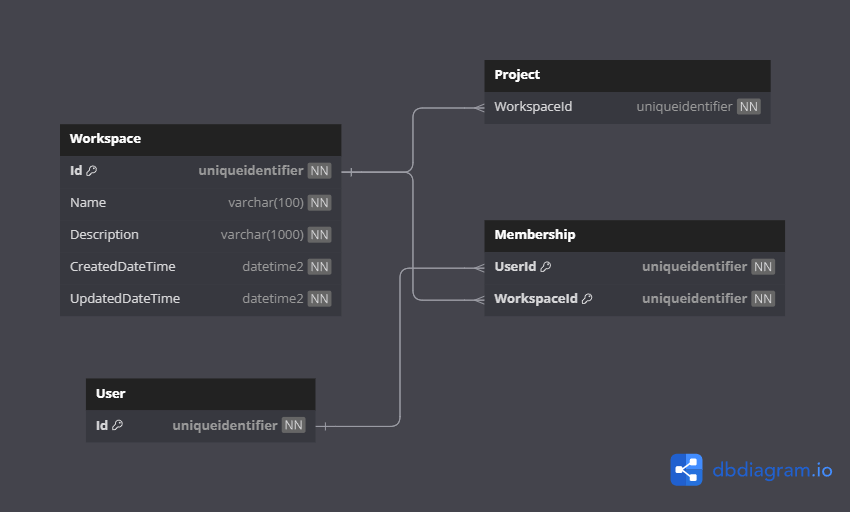 Workspace
Id uniqueidentifier NN
Name varchar(100) NN
Description varchar(1000) NN
CreatedDateTime datetime2 NN
UpdatedDateTime datetime2 NN
Project
WorkspaceId uniqueidentifier NN
Membership
UserId uniqueidentifier NN
WorkspaceId uniqueidentifier NN
User
Id uniqueidentifier NN
dbdiagram.io